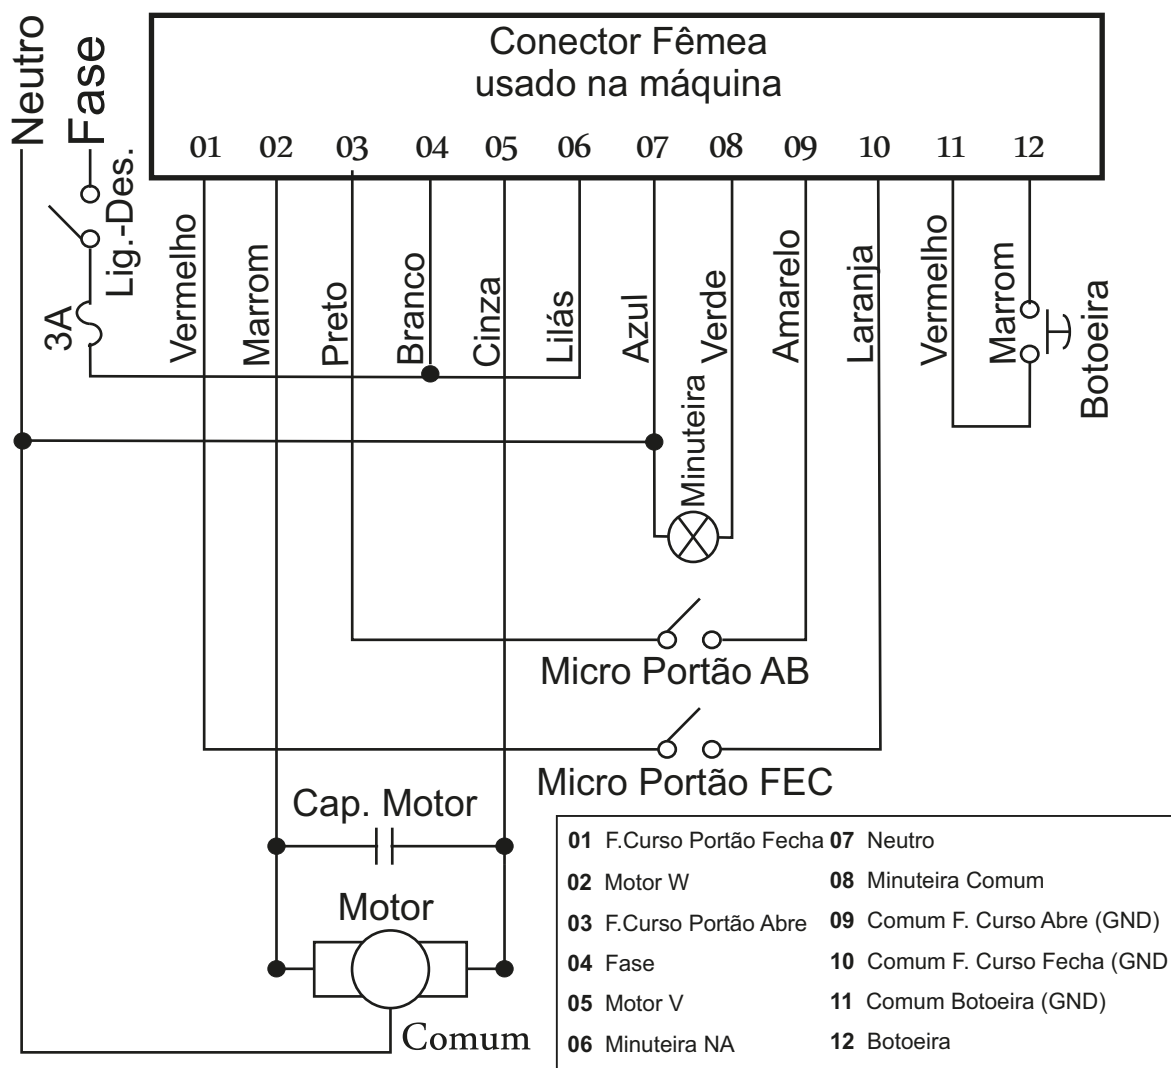 Neutro
Fase
Conector Fêmea
usado na máquina
01 02 03 04 05 06 07 08 09 10 11 12
Lig.-Des.
3A
Vermelho
Marrom
Preto
Branco
Cinza
Lilás
Azul
Verde
Amarelo
Laranja
Vermelho
Marrom
Botoeira
Minuteira
Micro Portão AB
Micro Portão FEC
Cap. Motor
Motor
Comum
01 F.Curso Portão Fecha
02 Motor W
03 F.Curso Portão Abre
04 Fase
05 Motor V
06 Minuteira NA
07 Neutro
08 Minuteira Comum
09 Comum F. Curso Abre (GND)
10 Comum F. Curso Fecha (GND
11 Comum Botoeira (GND)
12 Botoeira